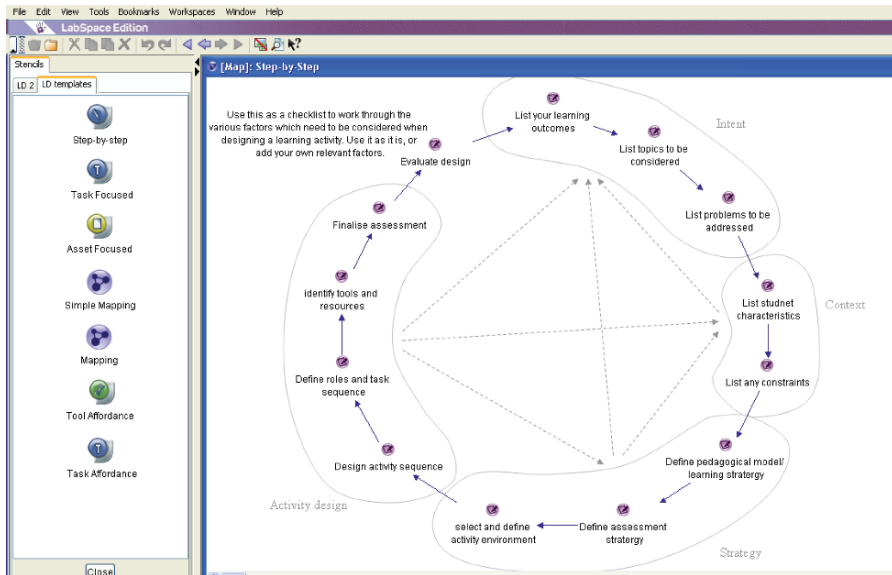 File Edit View Tools Bookmarks Workspaces Window Help
LabSpace Edition
Stencils
LD 2 LD templates
Step-by-step
Task Focused
Asset Focused
Simple Mapping
Mapping
Tool Affordance
Task Affordance
Close
[Map]: Step-by-Step
Use this as a checklist to work through the
various factors which need to be considered when
designing a learning activity. Use it as it is, or
add your own relevant factors.
List your learning
outcomes
Intent
List topics to be
considered
List problems to be
addressed
List studnet
characteristics
Context
List any constraints
Define pedagogical model/
learning stratergy
Define assessment
stratergy
Strategy
select and define
activity environment
Design activity sequence
Activity design
Define roles and task
sequence
identify tools and
resources
Finalise assessment
Evaluate design